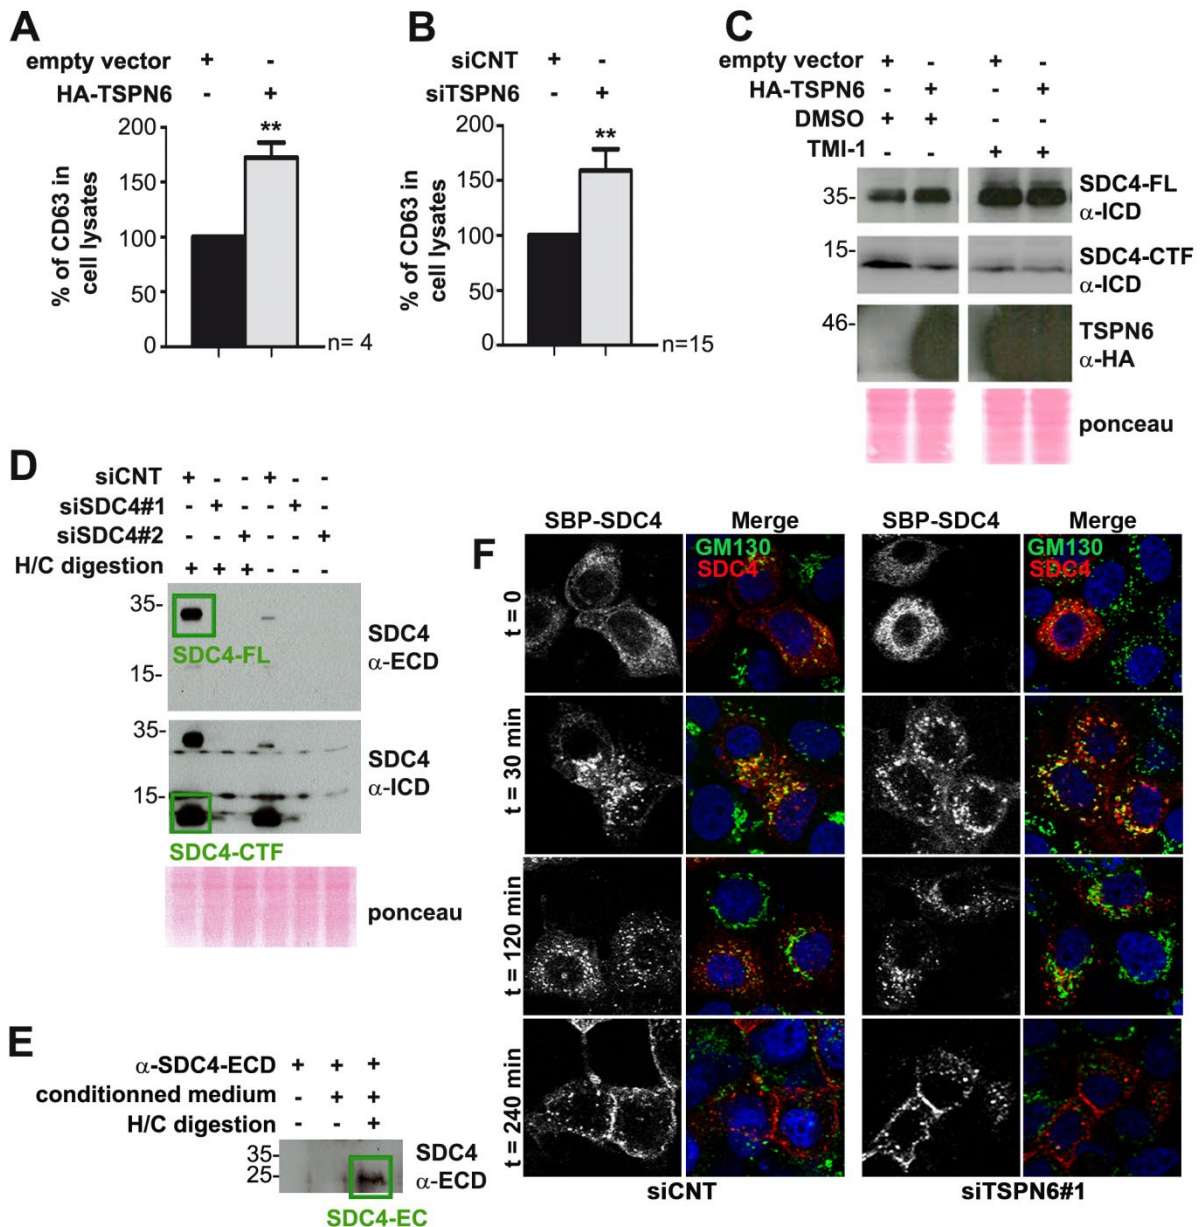 A
empty vector + -
HA-TSPN6 - +
% of CD63 in
cell lysates
200
150
100
50
0
**
n= 4
B
siCNT + -
siTSPN6 - +
% of CD63 in
cell lysates
200
150
100
50
0
**
n=15
C
empty vector + - + -
HA-TSPN6 - + - +
DMSO + + - -
TMI-1 - - + +
35-
SDC4-FL
α-ICD
15-
SDC4-CTF
α-ICD
46-
TSPN6
α-HA
ponceau
D
siCNT + - - + - -
siSDC4#1 - + - - + -
siSDC4#2 - - + - - +
H/C digestion + + + - - -
35-
SDC4-FL
15-
SDC4
α-ECD
35-
15-
SDC4
α-ICD
SDC4-CTF
ponceau
E
α-SDC4-ECD + + +
conditionned medium - + +
H/C digestion - - +
35-
25-
SDC4
α-ECD
SDC4-EC
F
SBP-SDC4 Merge SBP-SDC4 Merge
GM130
SDC4
GM130
SDC4
t = 0
t = 30 min
t = 120 min
t = 240 min
siCNT siTSPN6#1